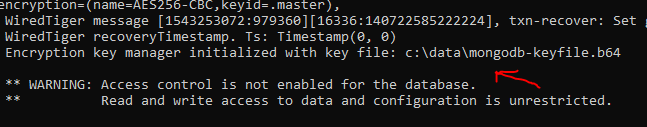 encryption=(name=AES256-CBC,keyid=.master),
WiredTiger message [1543253072:979360][16336:140722585222224], txn-recover: Set
WiredTiger recoveryTimestamp. Ts: Timestamp(0, 0)
Encryption key manager initialized with key file: c:\data\mongodb-keyfile.b64
** WARNING: Access control is not enabled for the database.
** Read and write access to data and configuration is unrestricted.